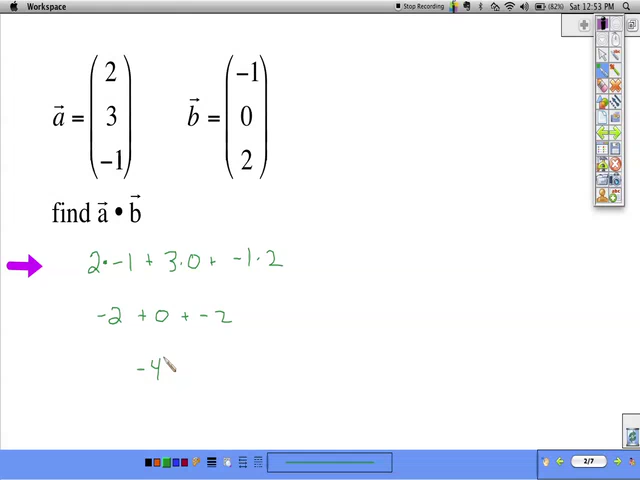 Workspace
Stop Recording
(82%) Sat 12:53 PM
a⃗ = (2 3 −1) b⃗ = (−1 0 2)
find a⃗ • b⃗
2 • -1 + 3 · 0 + -1 · 2
-2 + 0 + -2
-4
2/7